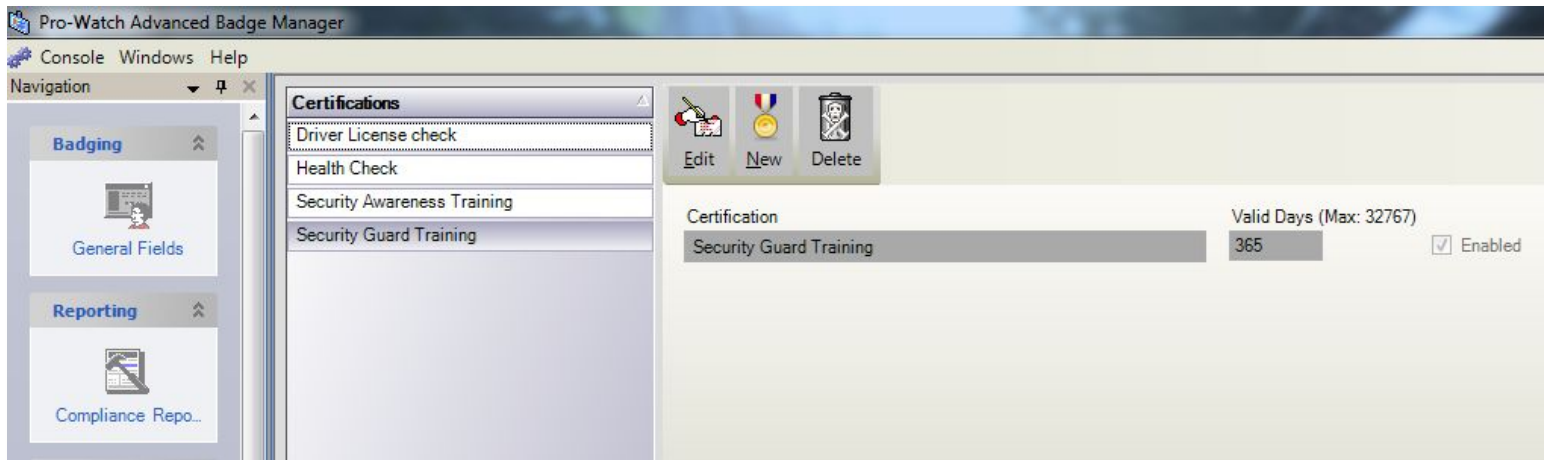 Pro-Watch Advanced Badge Manager
Console Windows Help
Navigation
Badging
General Fields
Reporting
Compliance Repo...
Certifications
Driver License check
Health Check
Security Awareness Training
Security Guard Training
Edit New Delete
Certification
Security Guard Training
Valid Days (Max: 32767)
365
Enabled